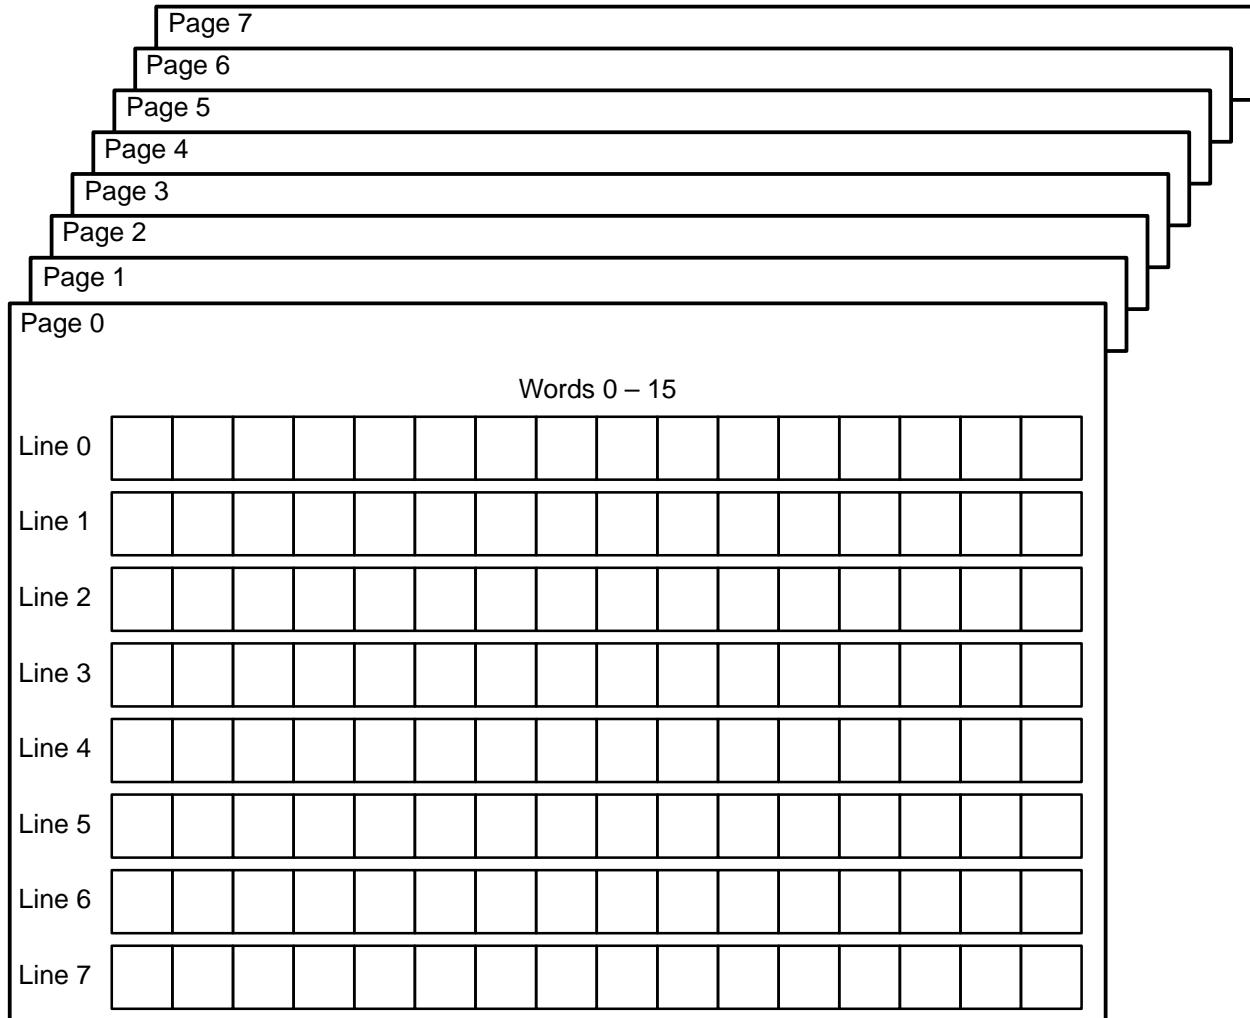 Page 7
Page 6
Page 5
Page 4
Page 3
Page 2
Page 1
Page 0
Words 0 – 15
Line 0
Line 1
Line 2
Line 3
Line 4
Line 5
Line 6
Line 7